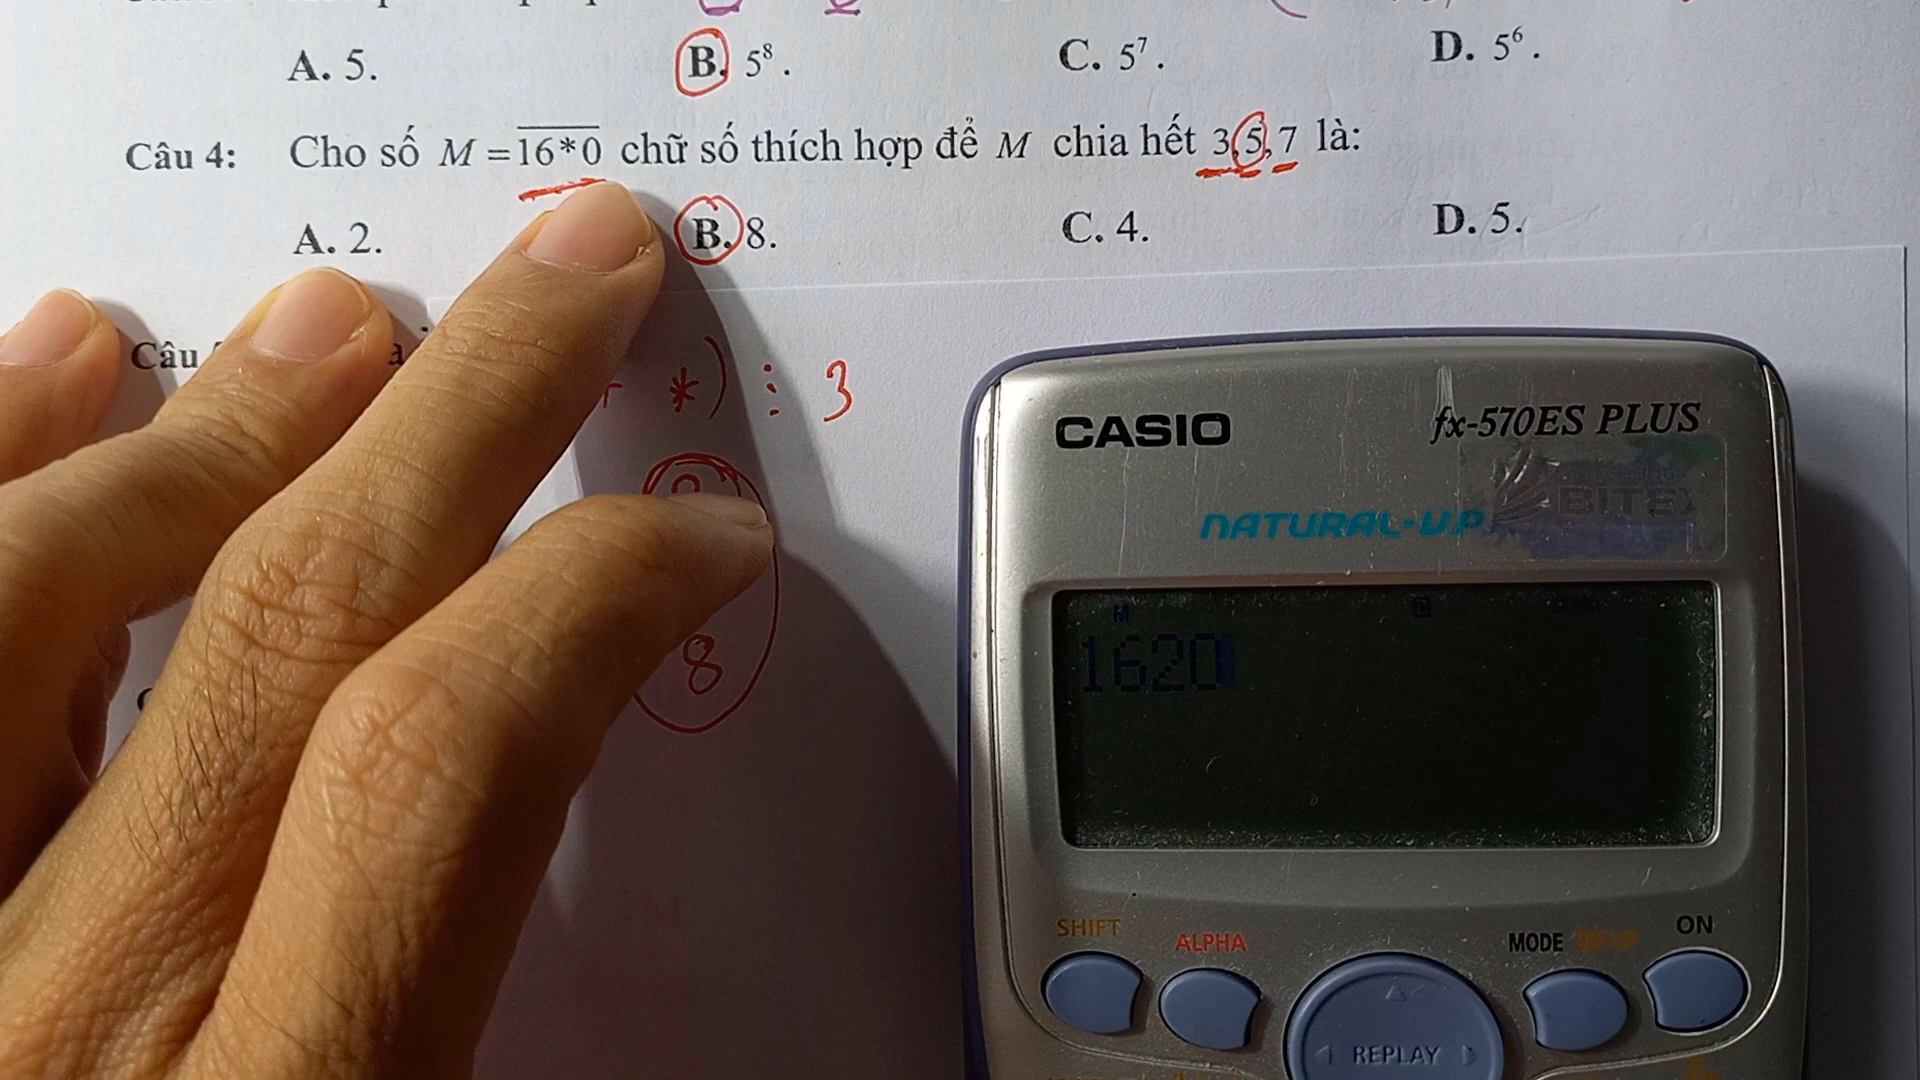 A. 5. B. 5⁸. C. 5⁷. D. 5⁶.
Câu 4: Cho số M = 16*0 chữ số thích hợp để M chia hết 3,5,7 là:
A. 2. B. 8. C. 4. D. 5.
Câu
*) ⋮ 3
8
CASIO fx-570ES PLUS
NATURAL-V.P.
BITEX
M D
1620
SHIFT ALPHA MODE ON
REPLAY